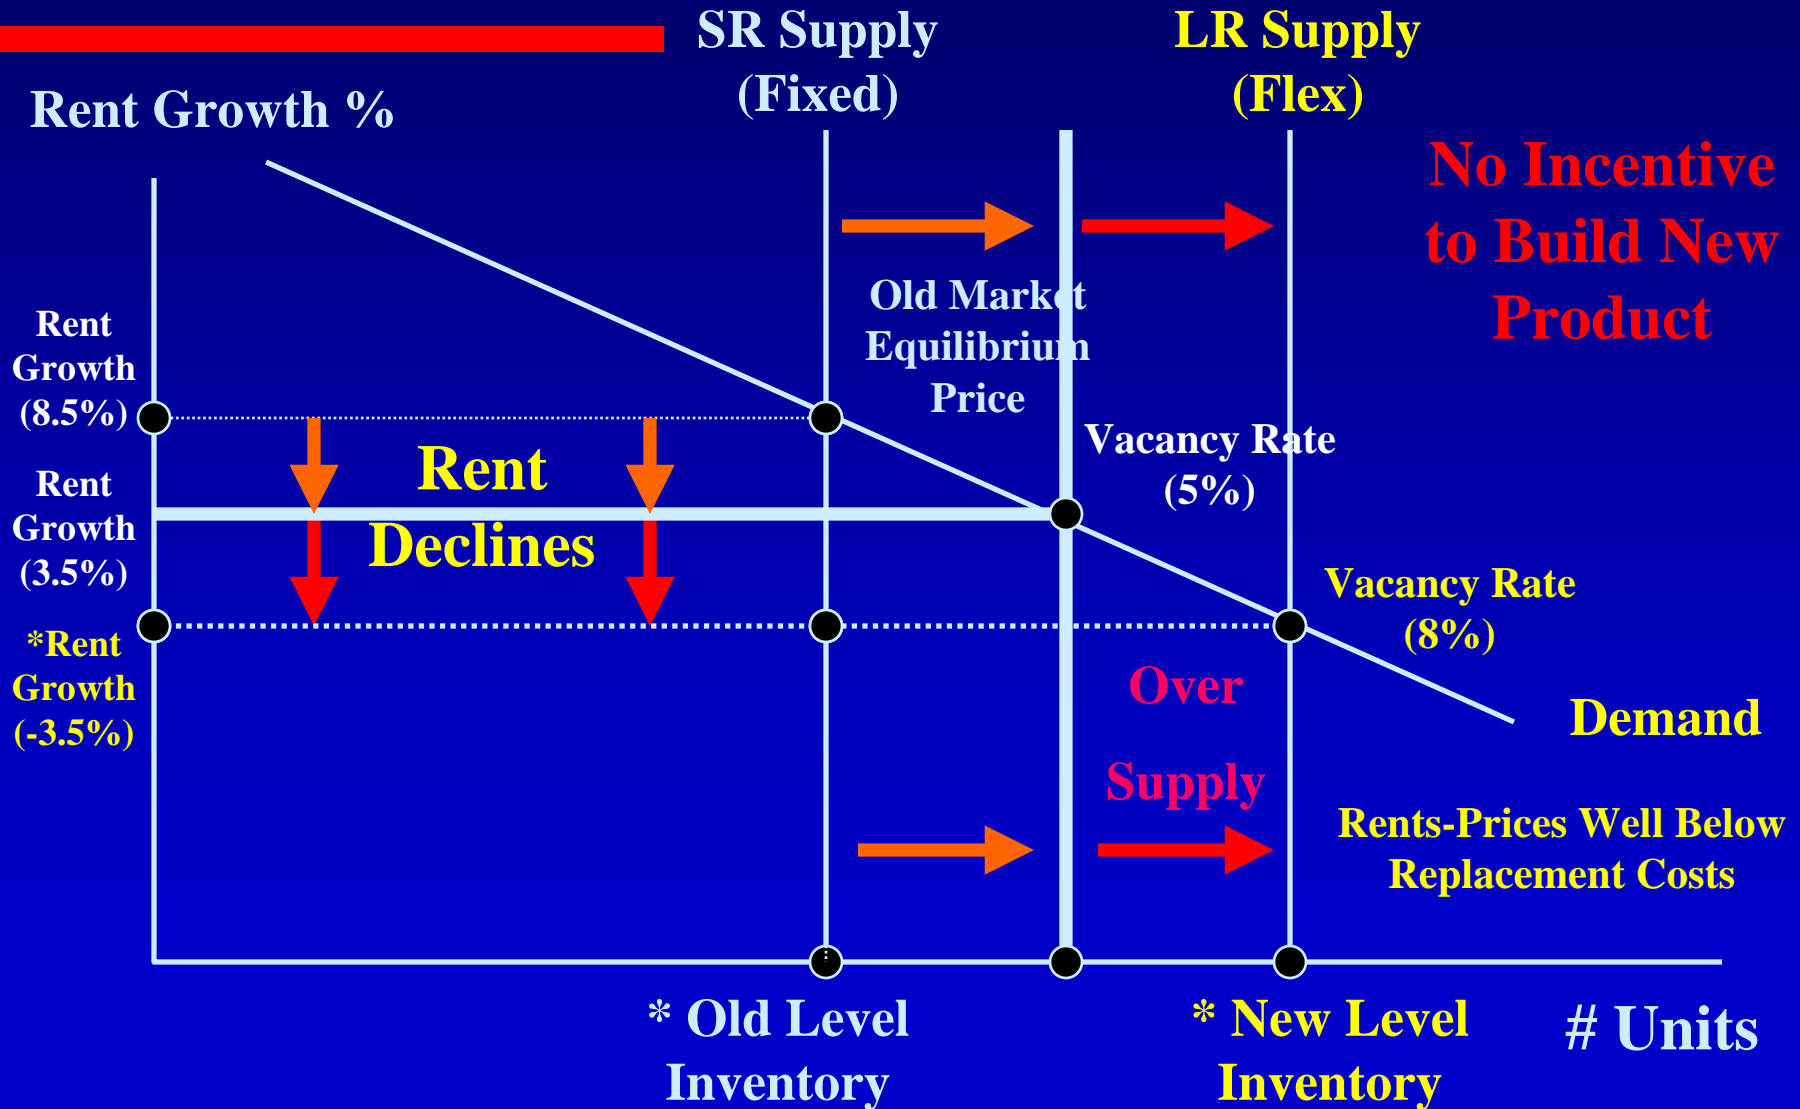 SR Supply
(Fixed)
LR Supply
(Flex)
Rent Growth %
No Incentive
to Build New
Product
Old Market
Equilibrium
Price
Rent
Growth
(8.5%)
Vacancy Rate
(5%)
Rent
Declines
Rent
Growth
(3.5%)
Vacancy Rate
(8%)
*Rent
Growth
(-3.5%)
Over
Supply
Demand
Rents-Prices Well Below
Replacement Costs
* Old Level
Inventory
* New Level
Inventory
# Units